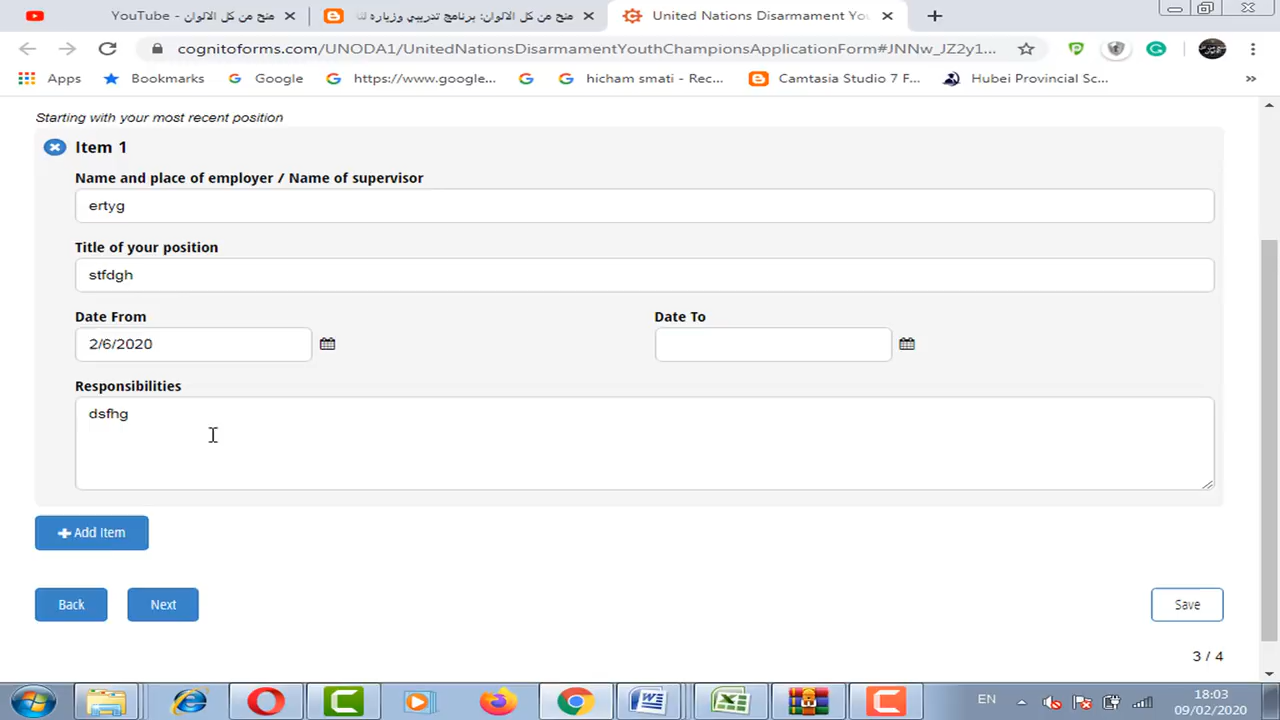 منح من كل الالوان - YouTube
منح من كل الالوان: برنامج تدريبي وزياره لل
United Nations Disarmament You
cognitoforms.com/UNODA1/UnitedNationsDisarmamentYouthChampionsApplicationForm#JNNw_JZ2y1...
Apps
Bookmarks
Google
https://www.google...
hicham smati - Rec...
Camtasia Studio 7 F...
Hubei Provincial Sc...
»
Starting with your most recent position
Item 1
Name and place of employer / Name of supervisor
ertyg
Title of your position
stfdgh
Date From
Date To
2/6/2020
Responsibilities
dsfhg
Add Item
Back
Next
Save
3 / 4
EN
18:03
09/02/2020